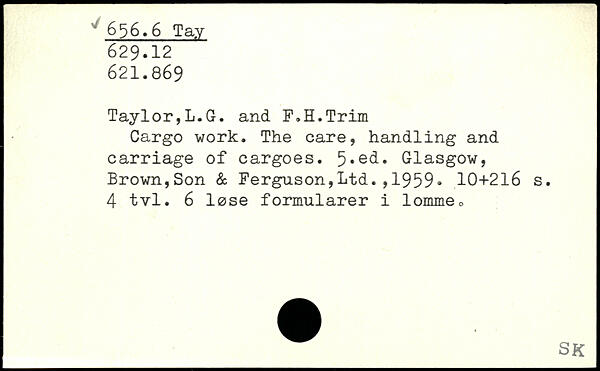 656.6 Tay
629.12
621.869
Taylor,L.G. and F.H.Trim
Cargo work. The care, handling and
carriage of cargoes. 5.ed. Glasgow,
Brown,Son & Ferguson,Ltd.,1959. 10+216 s.
4 tvl. 6 løse formularer i lomme.
SK